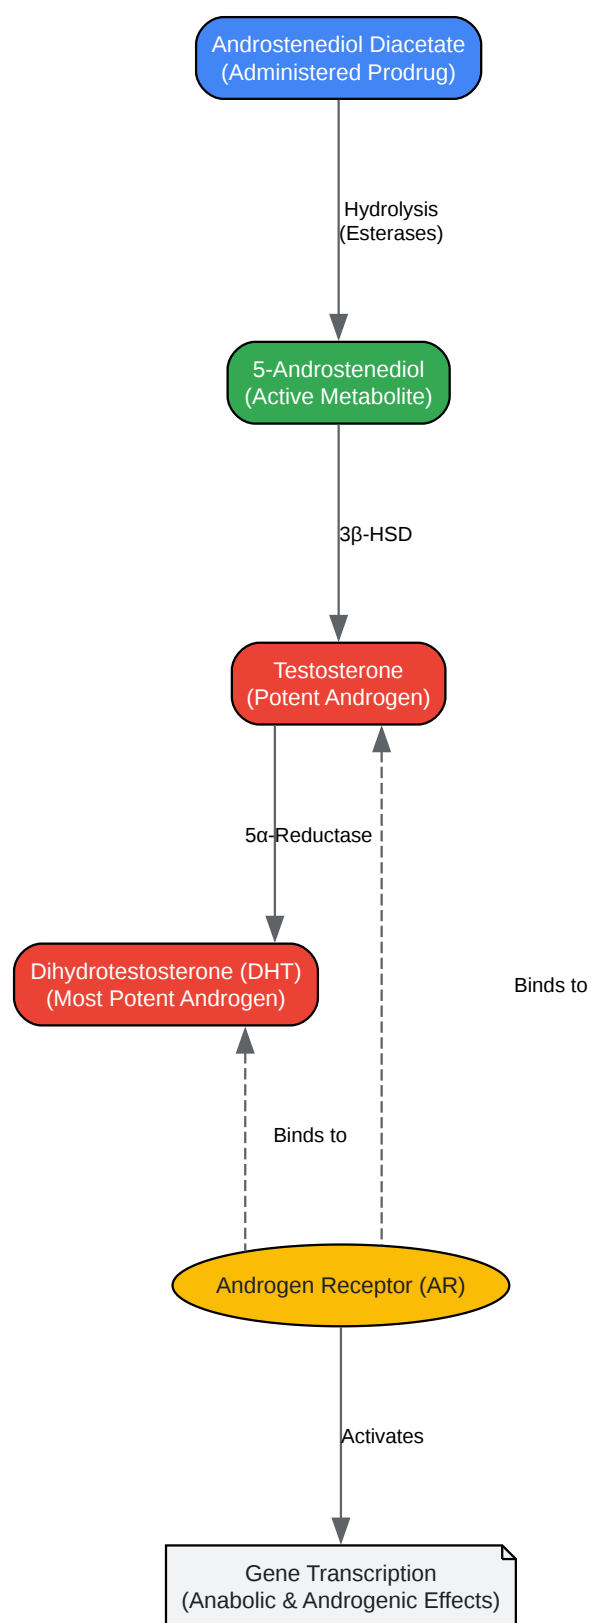 Androstenediol Diacetate
(Administered Prodrug)
Hydrolysis
(Esterases)
5-Androstenediol
(Active Metabolite)
3β-HSD
Testosterone
(Potent Androgen)
5α-Reductase
Dihydrotestosterone (DHT)
(Most Potent Androgen)
Binds to
Binds to
Androgen Receptor (AR)
Activates
Gene Transcription
(Anabolic & Androgenic Effects)